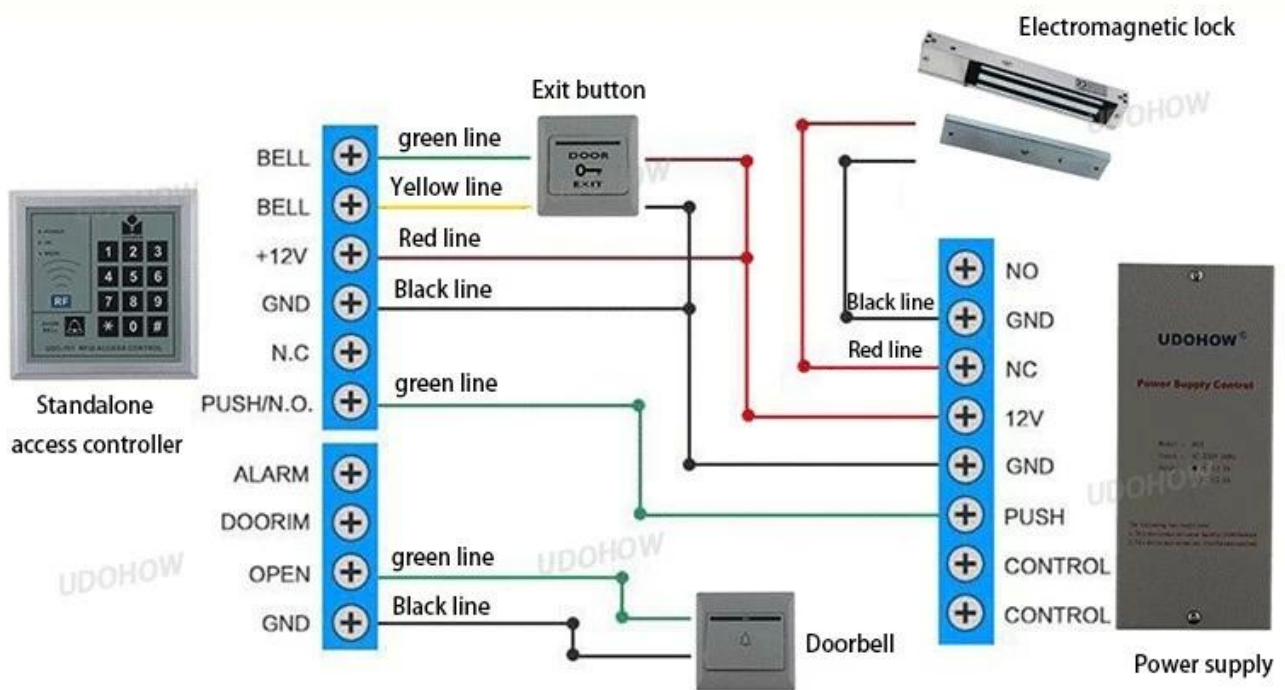 Electromagnetic lock
UDOHOW
Exit button
DOOR
EXIT
BELL
green line
BELL
Yellow line
+12V
Red line
GND
Black line
N.C
PUSH/N.O.
green line
ALARM
DOORIM
OPEN
green line
GND
Black line
1 2 3
4 5 6
7 8 9
* 0 #
RF
Standalone
access controller
NO
Black line
GND
Red line
NC
12V
GND
PUSH
CONTROL
CONTROL
UDOHOW
Power Supply Control
UDOHOW
UDOHOW
UDOHOW
Doorbell
Power supply